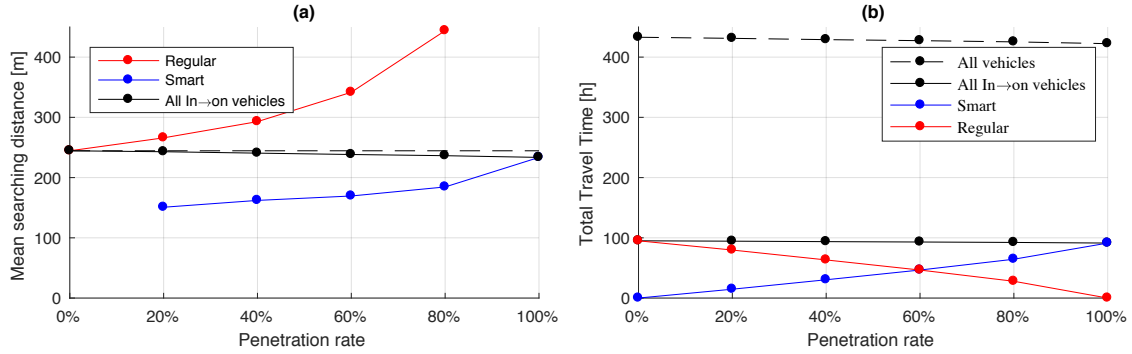 (a)
Mean searching distance [m]
400
300
200
100
0
Regular
Smart
All In→on vehicles
0% 20% 40% 60% 80% 100%
Penetration rate
(b)
Total Travel Time [h]
400
300
200
100
0
All vehicles
All In→on vehicles
Smart
Regular
0% 20% 40% 60% 80% 100%
Penetration rate